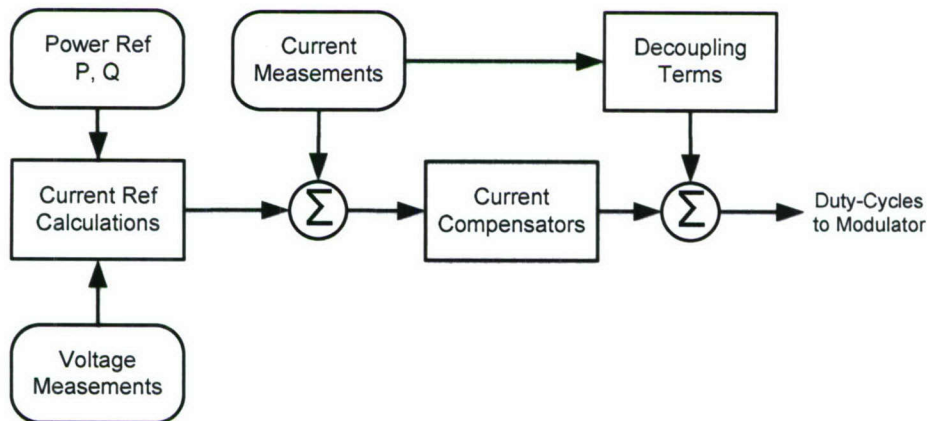 Power Ref
P, Q
Current
Measements
Decoupling
Terms
Current Ref
Calculations
Σ
Current
Compensators
Σ
Duty-Cycles
to Modulator
Voltage
Measements